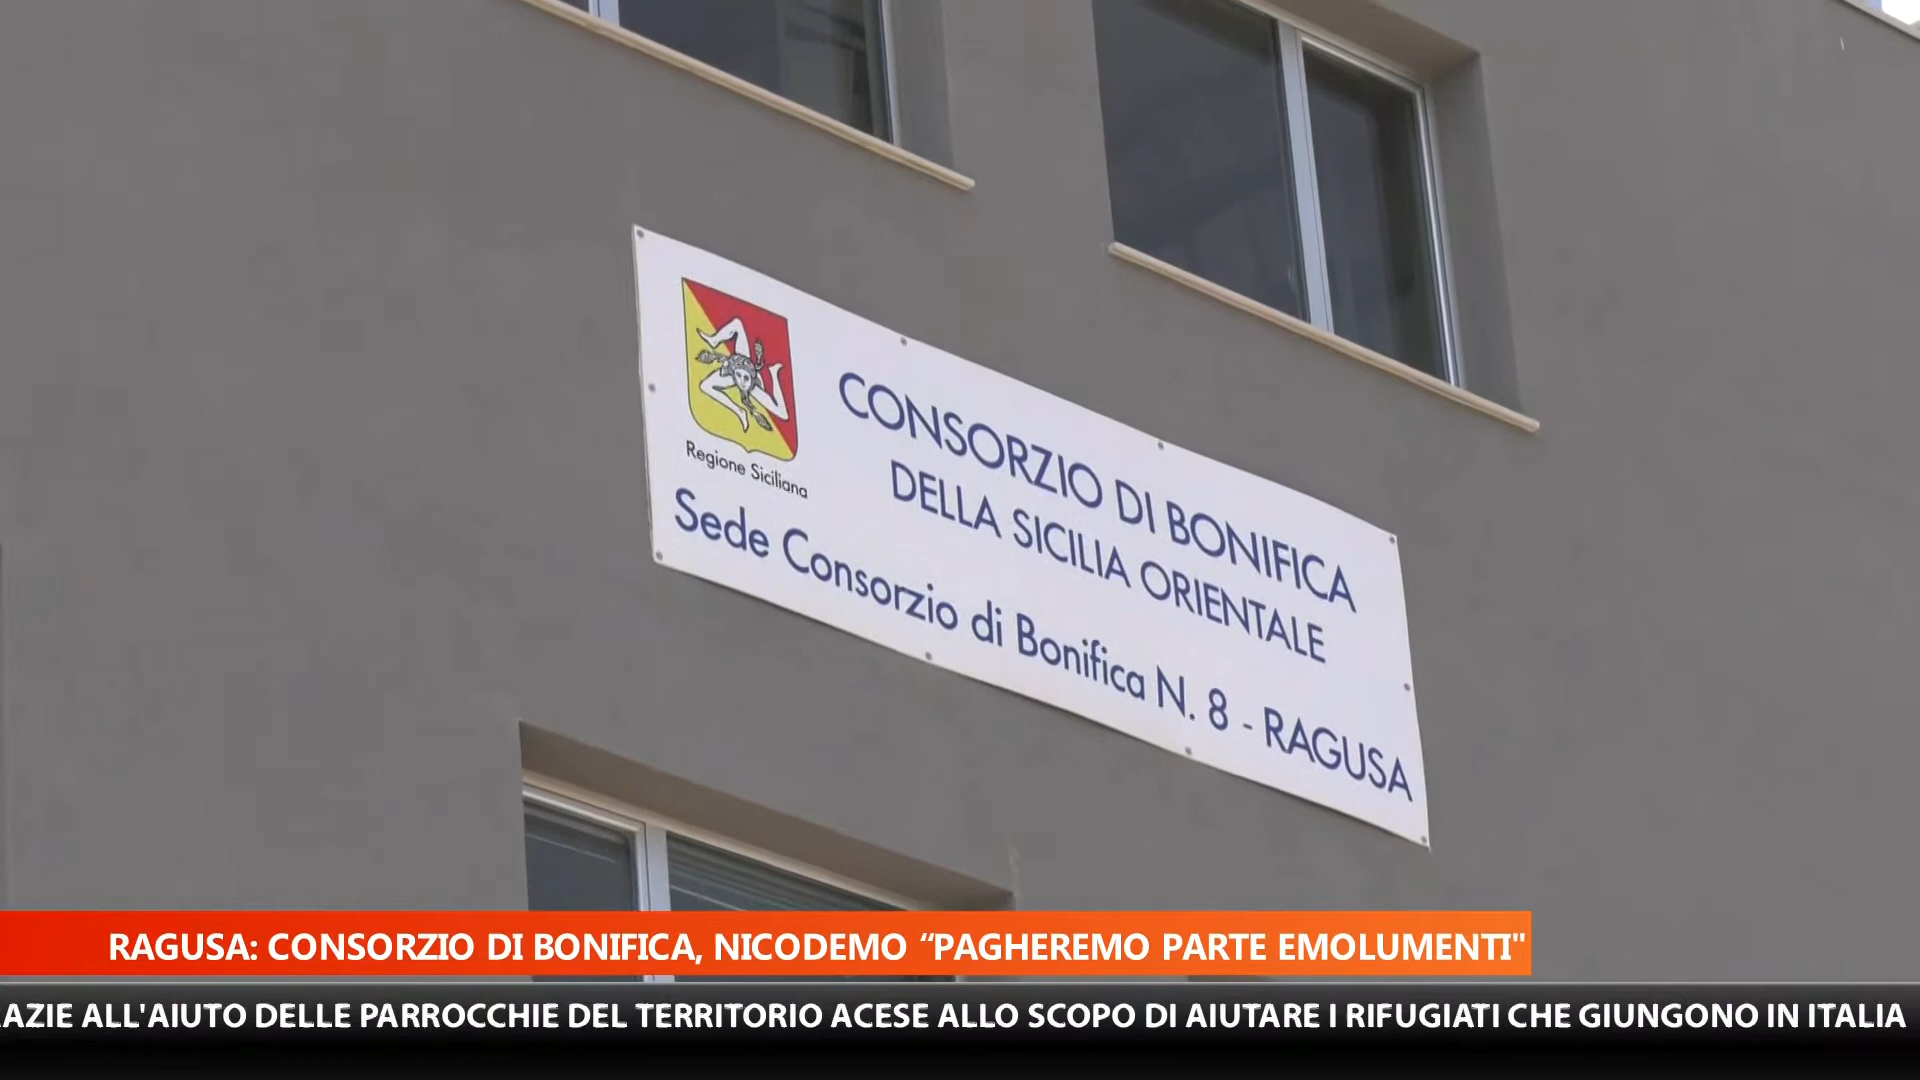 Regione Siciliana
CONSORZIO DI BONIFICA
DELLA SICILIA ORIENTALE
Sede Consorzio di Bonifica N. 8 - RAGUSA
RAGUSA: CONSORZIO DI BONIFICA, NICODEMO “PAGHEREMO PARTE EMOLUMENTI"
AZIE ALL'AIUTO DELLE PARROCCHIE DEL TERRITORIO ACESE ALLO SCOPO DI AIUTARE I RIFUGIATI CHE GIUNGONO IN ITALIA